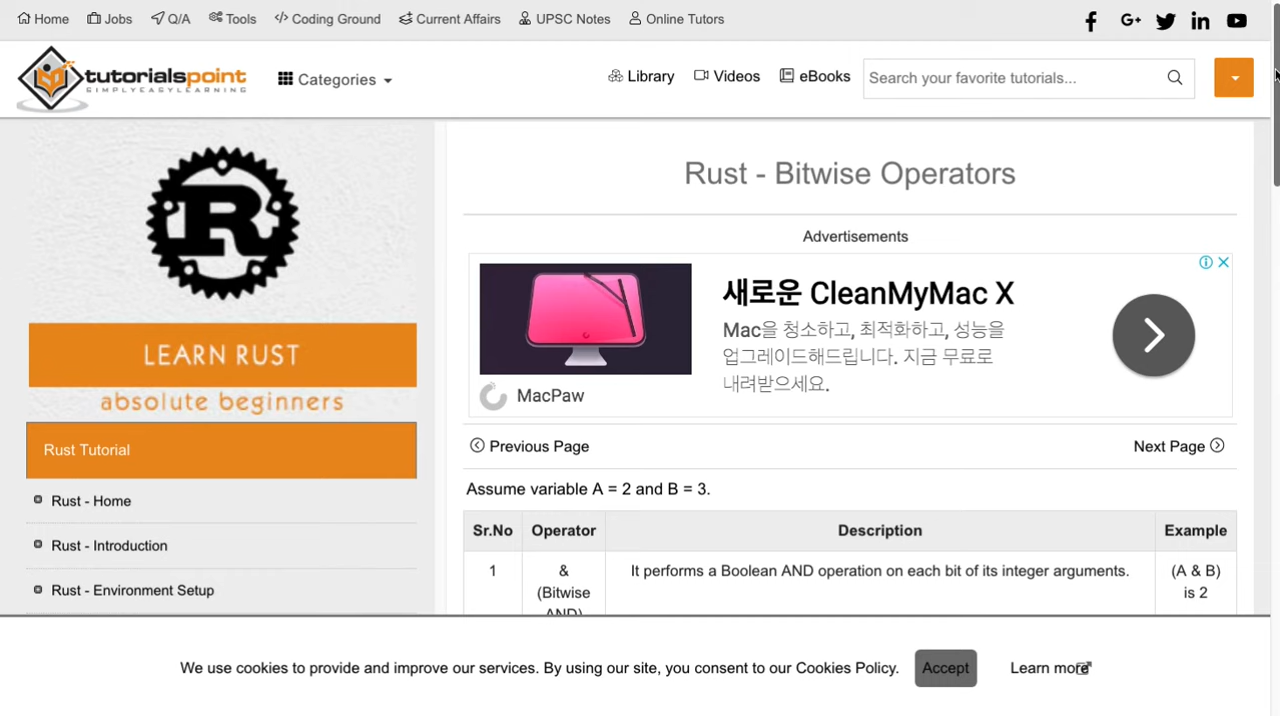 Home Jobs Q/A Tools Coding Ground Current Affairs UPSC Notes Online Tutors
tutorialspoint
SIMPLYEASYLEARNING
Categories
Library Videos eBooks Search your favorite tutorials...
R
LEARN RUST
absolute beginners
Rust Tutorial
Rust - Home
Rust - Introduction
Rust - Environment Setup
Rust - Bitwise Operators
Advertisements
새로운 CleanMyMac X
Mac을 청소하고, 최적화하고, 성능을
업그레이드해드립니다. 지금 무료로
내려받으세요.
MacPaw
Previous Page Next Page
Assume variable A = 2 and B = 3.
Sr.No Operator Description Example
1 & It performs a Boolean AND operation on each bit of its integer arguments. (A & B)
(Bitwise is 2
AND)
We use cookies to provide and improve our services. By using our site, you consent to our Cookies Policy. Accept Learn more